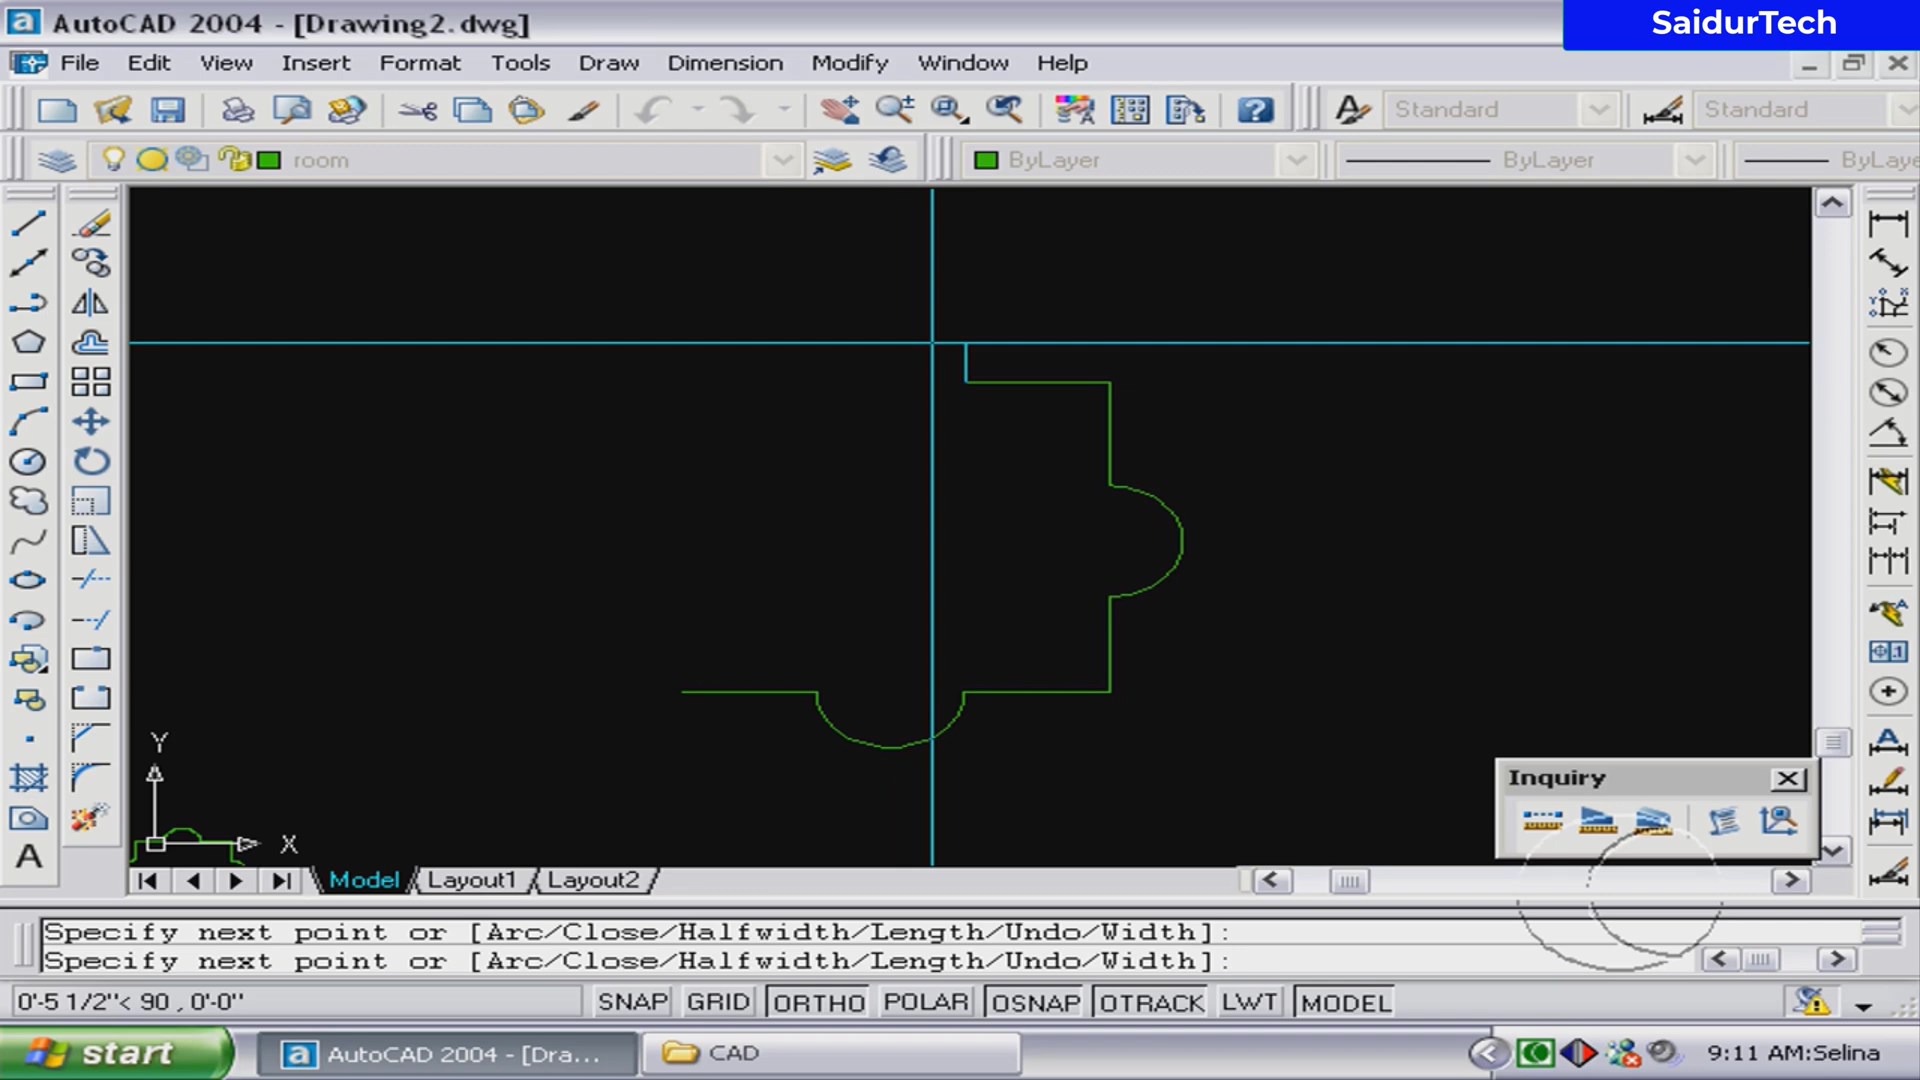 AutoCAD 2004 - [Drawing2.dwg]
SaidurTech
File Edit View Insert Format Tools Draw Dimension Modify Window Help
Standard Standard
room ByLayer ByLayer ByLaye
Y
X
Inquiry
A
Model Layout1 Layout2
Specify next point or [Arc/Close/Halfwidth/Length/Undo/Width]:
Specify next point or [Arc/Close/Halfwidth/Length/Undo/Width]:
0'-5 1/2"< 90 , 0'-0" SNAP GRID ORTHO POLAR OSNAP OTRACK LWT MODEL
start AutoCAD 2004 - [Dra... CAD 9:11 AM:Selina